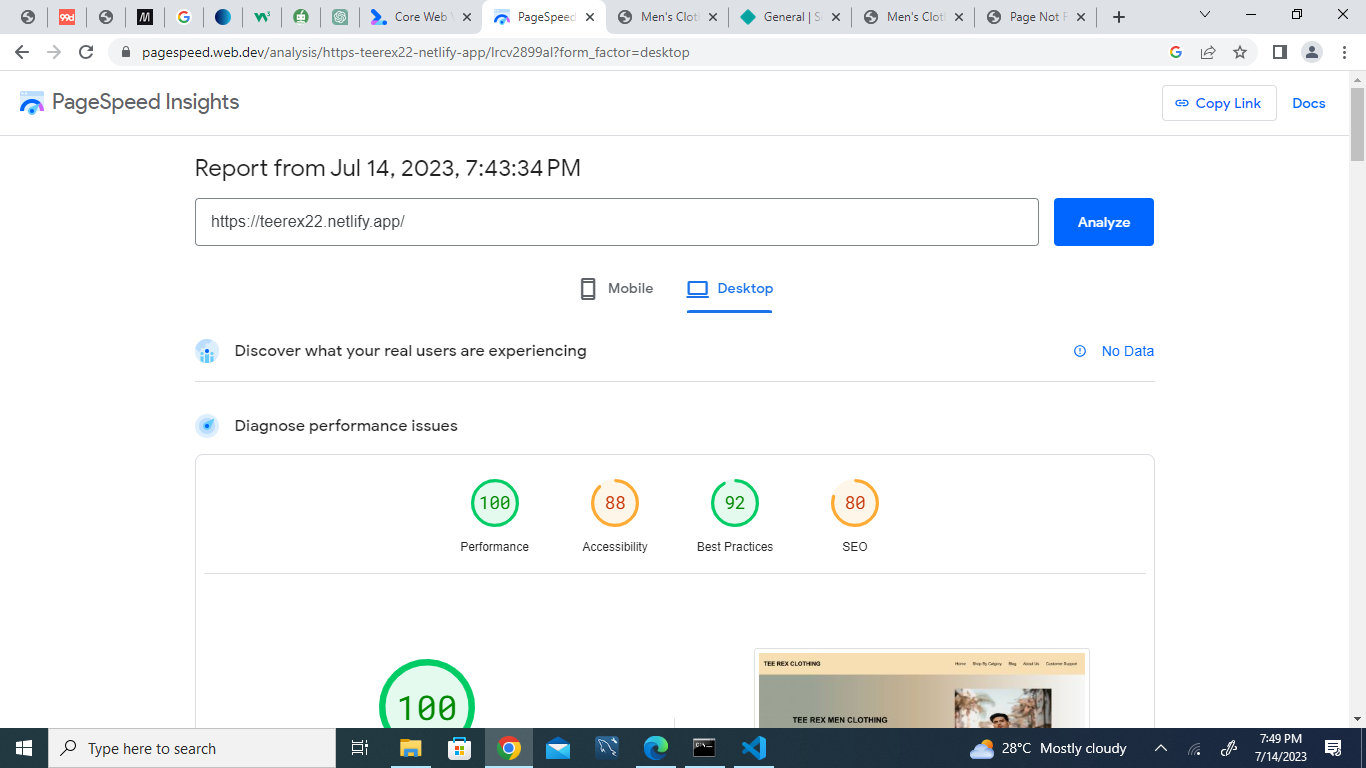 99d
M
G
W3
Core Web
PageSpeed
Men's Clot
General | S
Men's Clot
Page Not F
pagespeed.web.dev/analysis/https-teerex22-netlify-app/lrcv2899al?form_factor=desktop
PageSpeed Insights
Copy Link
Docs
Report from Jul 14, 2023, 7:43:34 PM
https://teerex22.netlify.app/
Analyze
Mobile
Desktop
Discover what your real users are experiencing
No Data
Diagnose performance issues
100
88
92
80
Performance
Accessibility
Best Practices
SEO
100
TEE REX CLOTHING
Home
Shop By Catgory
Blog
About Us
Customer Support
TEE REX MEN CLOTHING
Type here to search
28°C Mostly cloudy
7:49 PM
7/14/2023